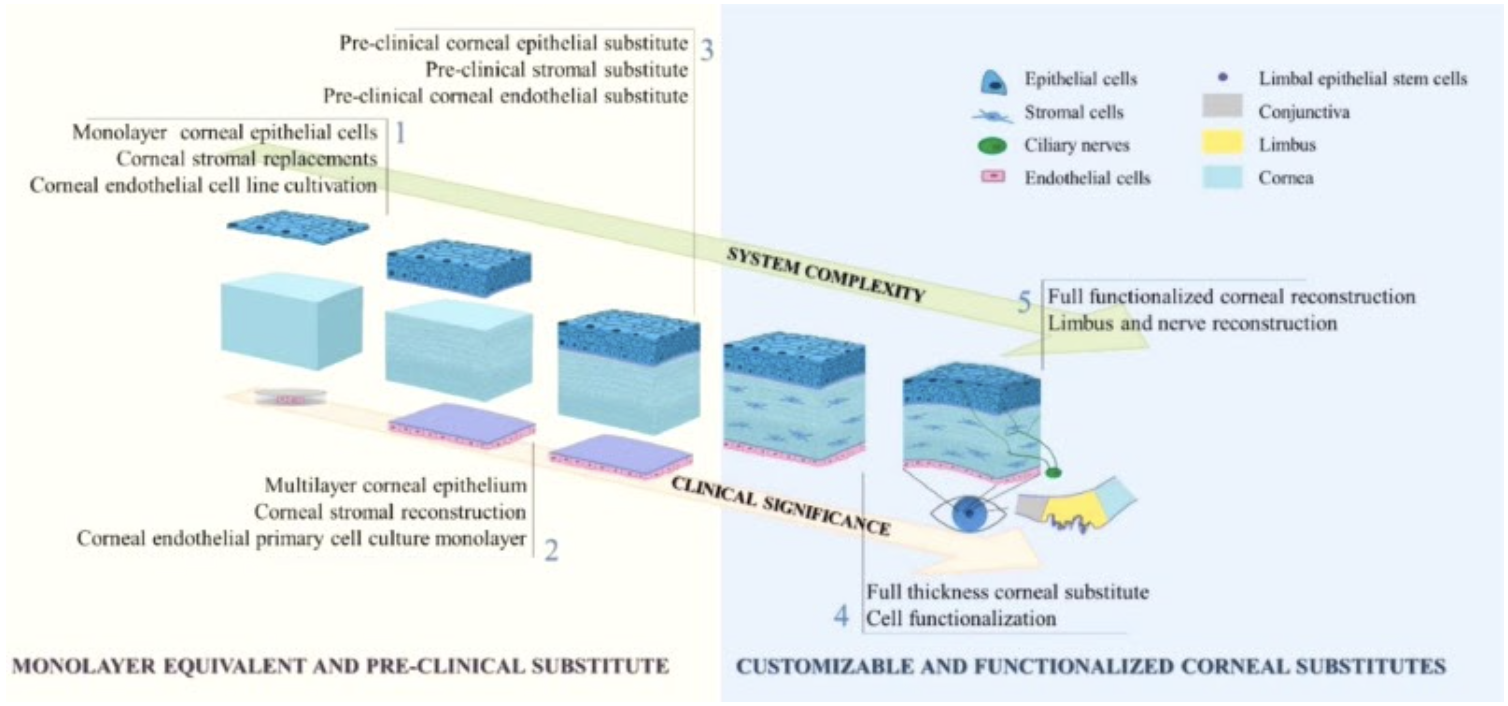 Pre-clinical corneal epithelial substitute
Pre-clinical stromal substitute
Pre-clinical corneal endothelial substitute
3
Monolayer corneal epithelial cells
Corneal stromal replacements
Corneal endothelial cell line cultivation
1
Epithelial cells
Stromal cells
Ciliary nerves
Endothelial cells
Limbal epithelial stem cells
Conjunctiva
Limbus
Cornea
SYSTEM COMPLEXITY
5
Full functionalized corneal reconstruction
Limbus and nerve reconstruction
CLINICAL SIGNIFICANCE
Multilayer corneal epithelium
Corneal stromal reconstruction
Corneal endothelial primary cell culture monolayer
2
4
Full thickness corneal substitute
Cell functionalization
MONOLAYER EQUIVALENT AND PRE-CLINICAL SUBSTITUTE
CUSTOMIZABLE AND FUNCTIONALIZED CORNEAL SUBSTITUTES